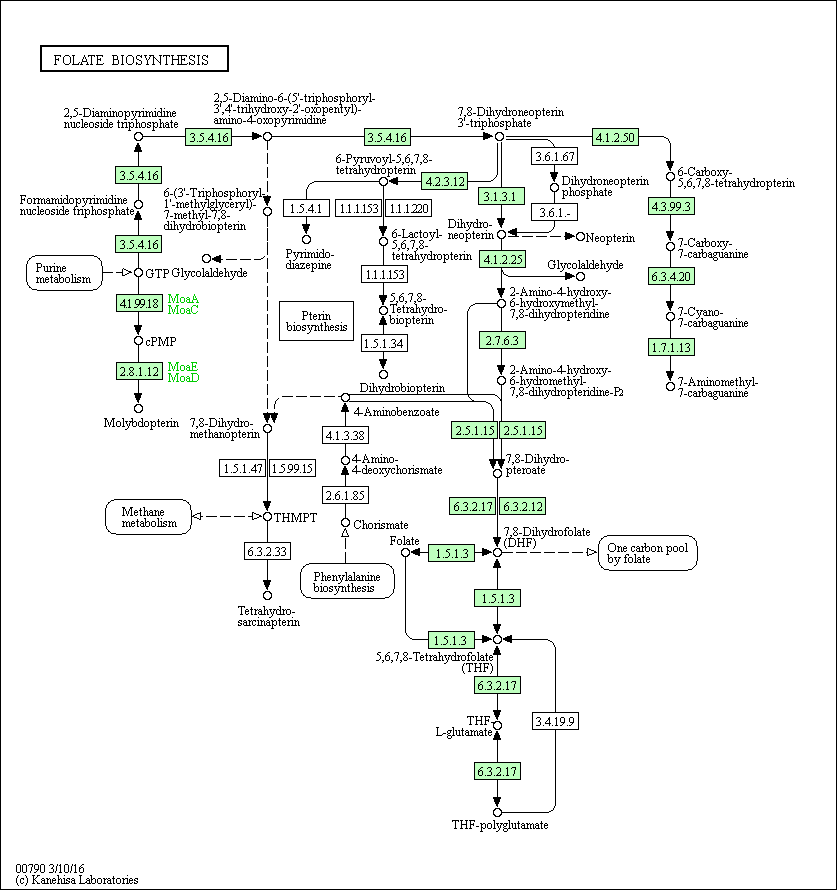 FOLATE BIOSYNTHESIS
2,5-Diaminopyrimidine
nucleoside triphosphate
2,5-Diamino-6-(5'-triphosphoryl-
3',4'-trihydroxy-2'-oxopentyl)-
amino-4-oxopyrimidine
7,8-Dihydroneopterin
3'-triphosphate
3.5.4.16
3.5.4.16
4.1.2.50
3.6.1.67
6-Pyruvoyl-5,6,7,8-
tetrahydropterin
3.5.4.16
4.2.3.12
3.1.3.1
Dihydroneopterin
phosphate
6-Carboxy-
5,6,7,8-tetrahydropterin
Formamidopyrimidine
nucleoside triphosphate
6-(3'-Triphosphoryl-
1'-methylglyceryl)-
7-methyl-7,8-
dihydrobiopterin
1.5.4.1
1.1.1.153
1.1.1.220
3.6.1.-
4.3.99.3
3.5.4.16
Dihydro-
neopterin
Neopterin
6-Lactoyl-
5,6,7,8-
tetrahydropterin
Pyrimido-
diazepine
7-Carboxy-
7-carbaguanine
Purine
metabolism
GTP
Glycolaldehyde
4.1.2.25
Glycolaldehyde
1.1.1.153
6.3.4.20
4.1.99.18
MoaA
MoaC
5,6,7,8-
Tetrahydro-
biopterin
2-Amino-4-hydroxy-
6-hydroxymethyl-
7,8-dihydropteridine
Pterin
biosynthesis
7-Cyano-
7-carbaguanine
cPMP
1.5.1.34
2.7.6.3
1.7.1.13
2.8.1.12
MoaE
MoaD
Dihydrobiopterin
2-Amino-4-hydroxy-
6-hydromethyl-
7,8-dihydropteridine-P2
7-Aminomethyl-
7-carbaguanine
Molybdopterin
7,8-Dihydro-
methanopterin
4-Aminobenzoate
4.1.3.38
2.5.1.15
2.5.1.15
1.5.1.47
1.5.99.15
4-Amino-
4-deoxychorismate
7,8-Dihydro-
pteroate
2.6.1.85
6.3.2.17
6.3.2.12
Methane
metabolism
THMPT
Chorismate
7,8-Dihydrofolate
(DHF)
6.3.2.33
Folate
1.5.1.3
One carbon pool
by folate
Phenylalanine
biosynthesis
1.5.1.3
Tetrahydro-
sarcinapterin
1.5.1.3
5,6,7,8-Tetrahydrofolate
(THF)
6.3.2.17
THF-
L-glutamate
3.4.19.9
6.3.2.17
THF-polyglutamate
00790 3/10/16
(c) Kanehisa Laboratories